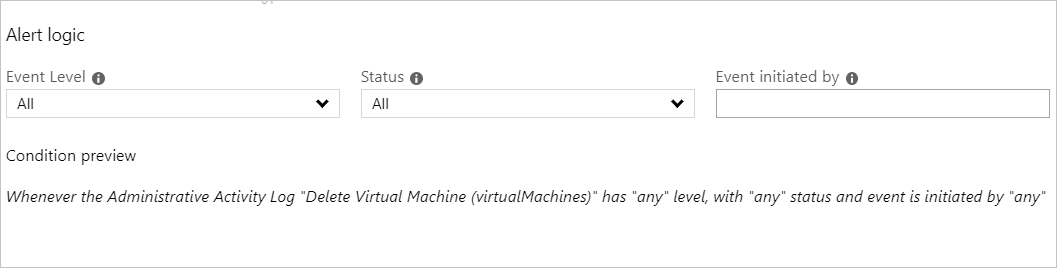 Alert logic
Event Level
Status
Event initiated by
All
All
Condition preview
Whenever the Administrative Activity Log "Delete Virtual Machine (virtualMachines)" has "any" level, with "any" status and event is initiated by "any"